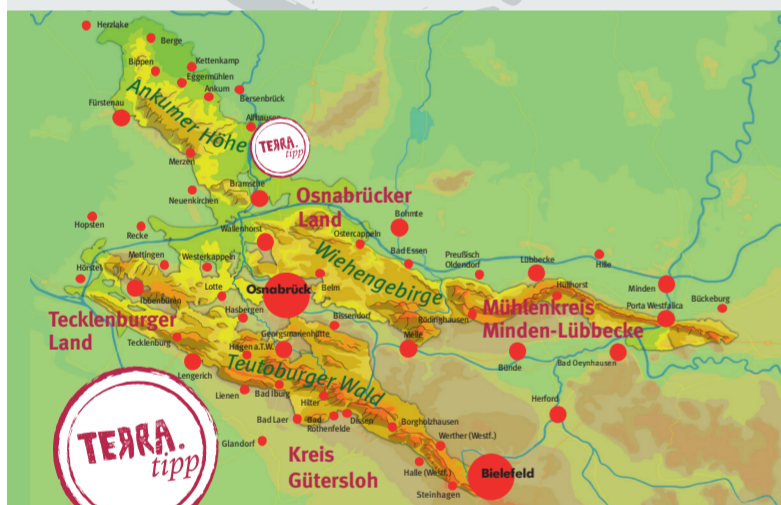 Herzlake
Berge
Bippen
Kettenkamp
Eggermühlen
Ankum
Bersenbrück
Fürstenau
Ankumer Höhe
Alfhausen
TERRA.
tipp
Merzen
Bramsche
Neuenkirchen
Osnabrücker
Land
Hopsten
Recke
Wallenhorst
Bohmte
Ostercappeln
Wiehengebirge
Bad Essen
Mettingen
Westerkappeln
Hörstel
Preußisch
Oldendorf
Lübbecke
Hille
Ibbenbüren
Lotte
Osnabrück
Belm
Hüllhorst
Minden
Bückeburg
Porta Westfalica
Tecklenburger
Land
Hasbergen
Bissendorf
Rödinghausen
Mühlenkreis
Minden-Lübbecke
Tecklenburg
Hagen a.T.W.
Georgsmarienhütte
Melle
Bünde
Bad Oeynhausen
Lengerich
Teutoburger Wald
Lienen
Bad Iburg
Hilter
Bad Laer
Bad
Rothenfelde
Dissen
Borgholzhausen
Herford
TERRA.
tipp
Glandorf
Kreis
Gütersloh
Werther (Westf.)
Halle (Westf.)
Bielefeld
Steinhagen